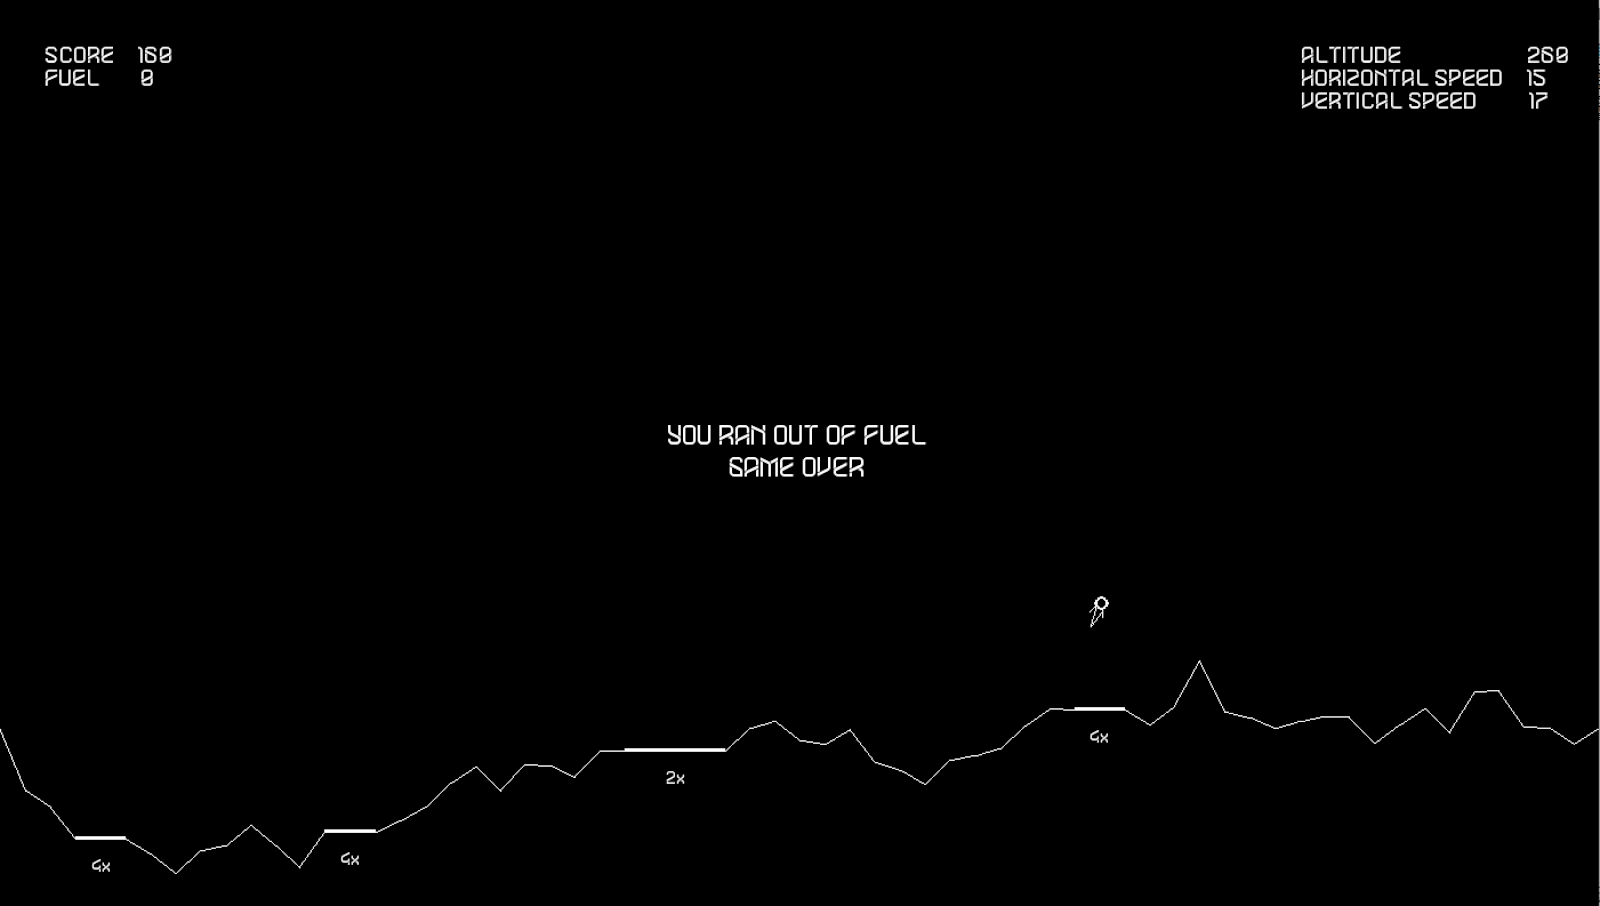 SCORE 160
FUEL 0
ALTITUDE 260
HORIZONTAL SPEED 15
VERTICAL SPEED 17
YOU RAN OUT OF FUEL
GAME OVER
4x
2x
4x
4x